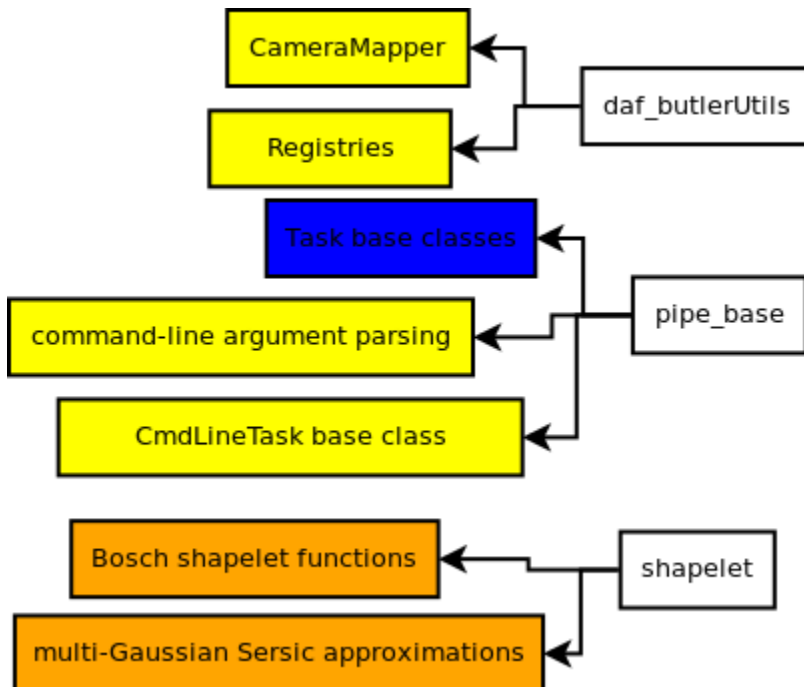 CameraMapper
daf_butlerUtils
Registries
Task base classes
pipe_base
command-line argument parsing
CmdLineTask base class
Bosch shapelet functions
shapelet
multi-Gaussian Sersic approximations